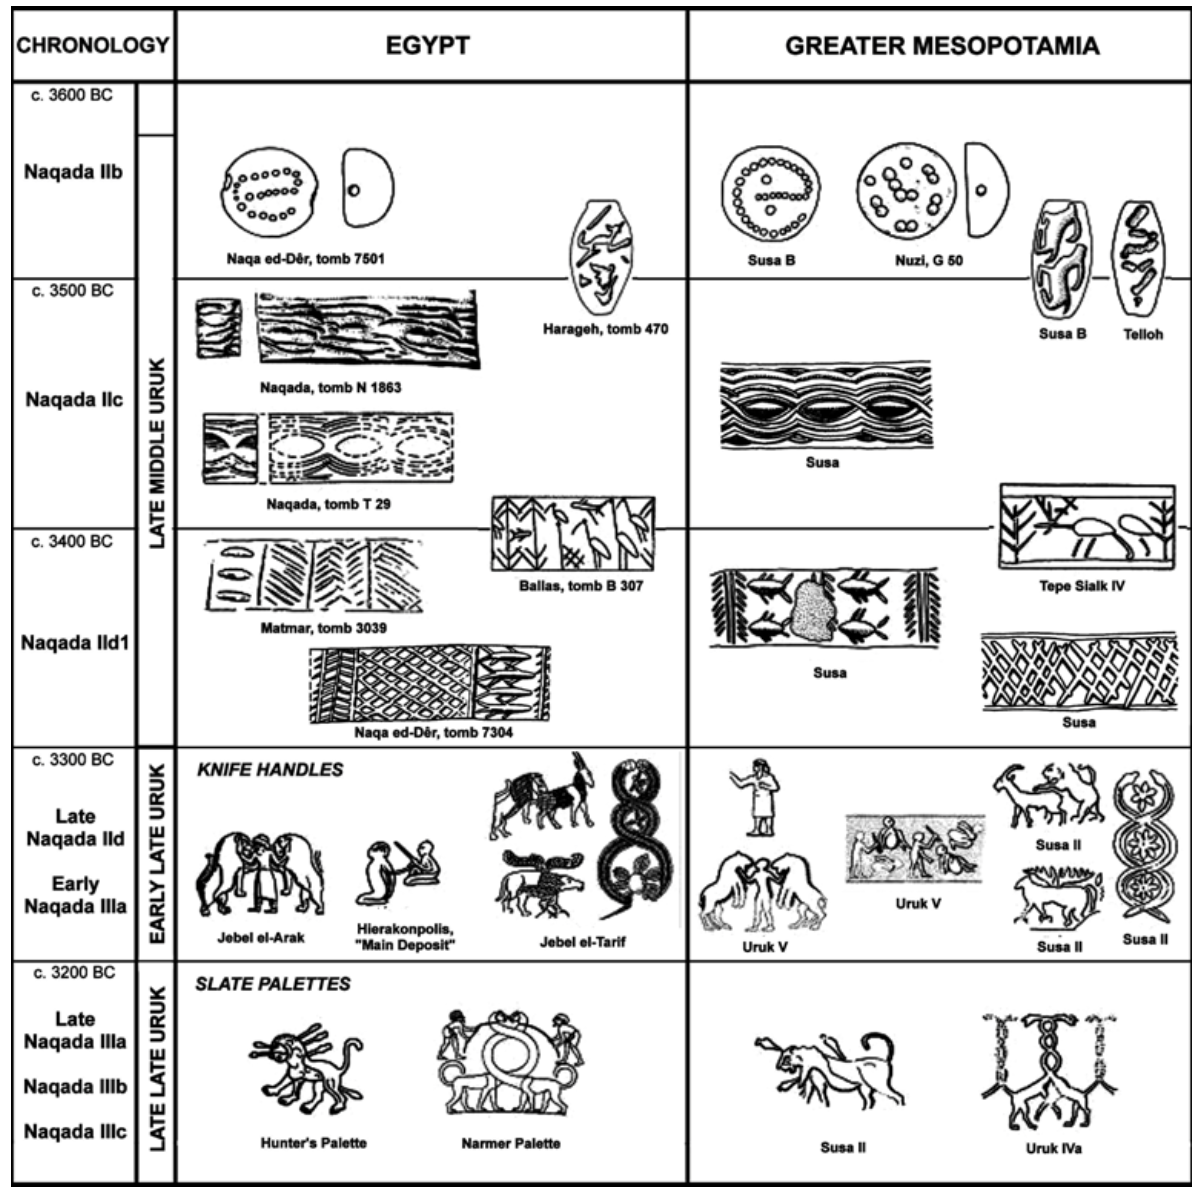 CHRONOLOGY
EGYPT
GREATER MESOPOTAMIA
c. 3600 BC
Naqada IIb
Naqa ed-Dêr, tomb 7501
Harageh, tomb 470
Susa B
Nuzi, G 50
Susa B
Telloh
c. 3500 BC
Naqada IIc
LATE MIDDLE URUK
Naqada, tomb N 1863
Naqada, tomb T 29
Ballas, tomb B 307
Susa
Tepe Sialk IV
c. 3400 BC
Naqada IId1
Matmar, tomb 3039
Naqa ed-Dêr, tomb 7304
Susa
Susa
c. 3300 BC
Late
Naqada IId
Early
Naqada IIIa
EARLY LATE URUK
KNIFE HANDLES
Jebel el-Arak
Hierakonpolis,
"Main Deposit"
Jebel el-Tarif
Uruk V
Uruk V
Susa II
Susa II
Susa II
c. 3200 BC
Late
Naqada IIIa
Naqada IIIb
Naqada IIIc
LATE LATE URUK
SLATE PALETTES
Hunter's Palette
Narmer Palette
Susa II
Uruk IVa